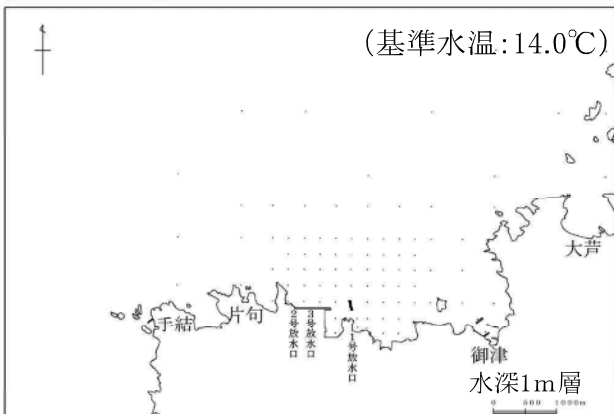 (基準水温:14.0℃)
大芦
手結
片句
2号放水口
3号放水口
1号放水口
御津
水深1m層
0 500 1000m